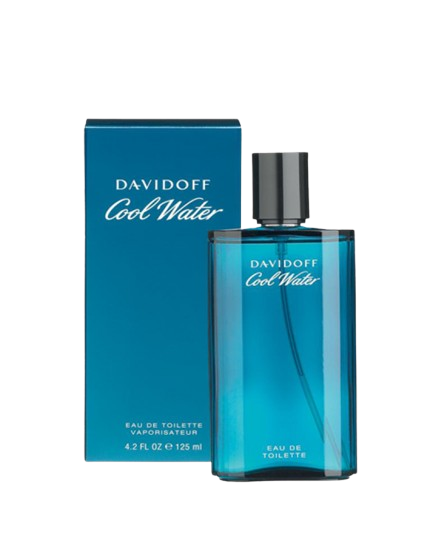 DAVIDOFF
Cool Water
EAU DE TOILETTE
VAPORISATEUR
4.2 FL OZ ℮ 125 ml
DAVIDOFF
Cool Water
EAU DE
TOILETTE